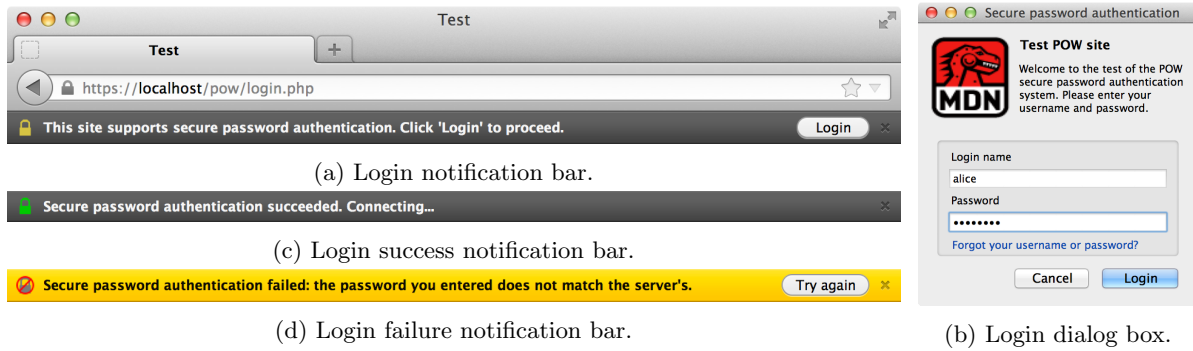 Test
Test
https://localhost/pow/login.php
This site supports secure password authentication. Click 'Login' to proceed.
Login
(a) Login notification bar.
Secure password authentication succeeded. Connecting...
(c) Login success notification bar.
Secure password authentication failed: the password you entered does not match the server's.
Try again
(d) Login failure notification bar.
Secure password authentication
MDN
Test POW site
Welcome to the test of the POW
secure password authentication
system. Please enter your
username and password.
Login name
alice
Password
••••••••
Forgot your username or password?
Cancel
Login
(b) Login dialog box.